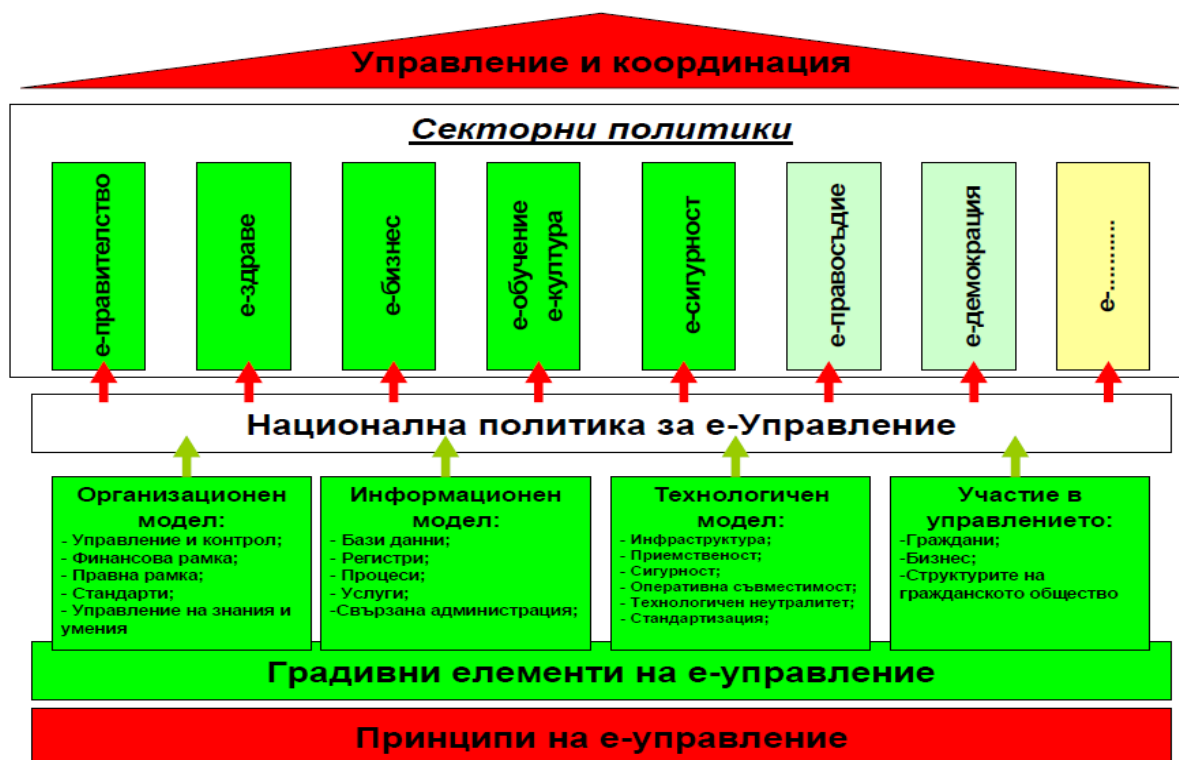 Управление и координация
Секторни политики
е-правителство
е-здраве
е-бизнес
е-обучение
е-култура
е-сигурност
е-правосъдие
е-демокрация
е-...........
Национална политика за е-Управление
Организационен
модел:
- Управление и контрол;
- Финансова рамка;
- Правна рамка;
- Стандарти;
- Управление на знания и
умения
Информационен
модел:
- Бази данни;
- Регистри;
- Процеси;
- Услуги;
-Свързана администрация;
Технологичен
модел:
- Инфраструктура;
- Приемственост;
- Сигурност;
- Оперативна съвместимост;
- Технологичен неутралитет;
- Стандартизация;
Участие в
управлението:
-Граждани;
-Бизнес;
-Структурите на
гражданското общество
Градивни елементи на е-управление
Принципи на е-управление